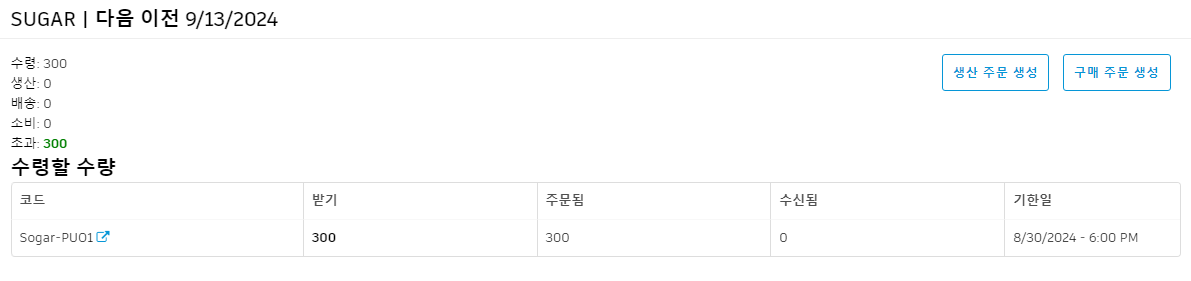 SUGAR | 다음 이전 9/13/2024
수령: 300
생산: 0
배송: 0
소비: 0
초과: 300
생산 주문 생성
구매 주문 생성
수령할 수량
코드 받기 주문됨 수신됨 기한일
Sogar-PU01 300 300 0 8/30/2024 - 6:00 PM